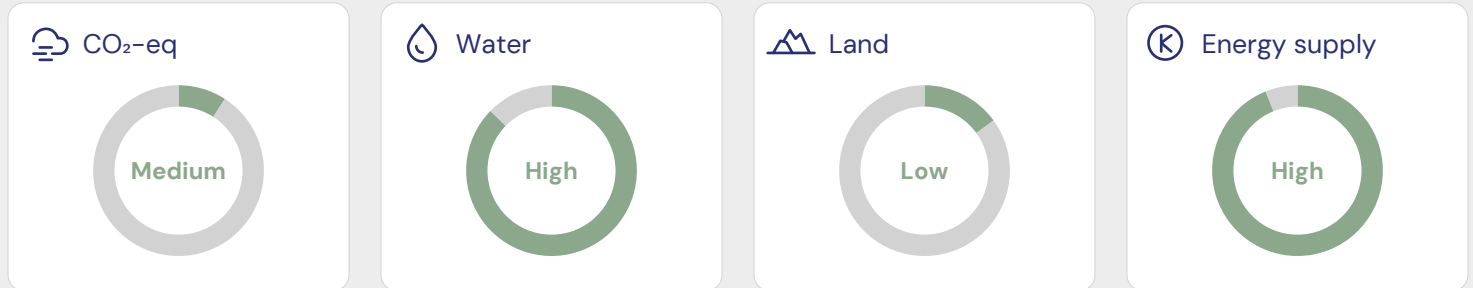 CO₂-eq
Medium
Water
High
Land
Low
Energy supply
High